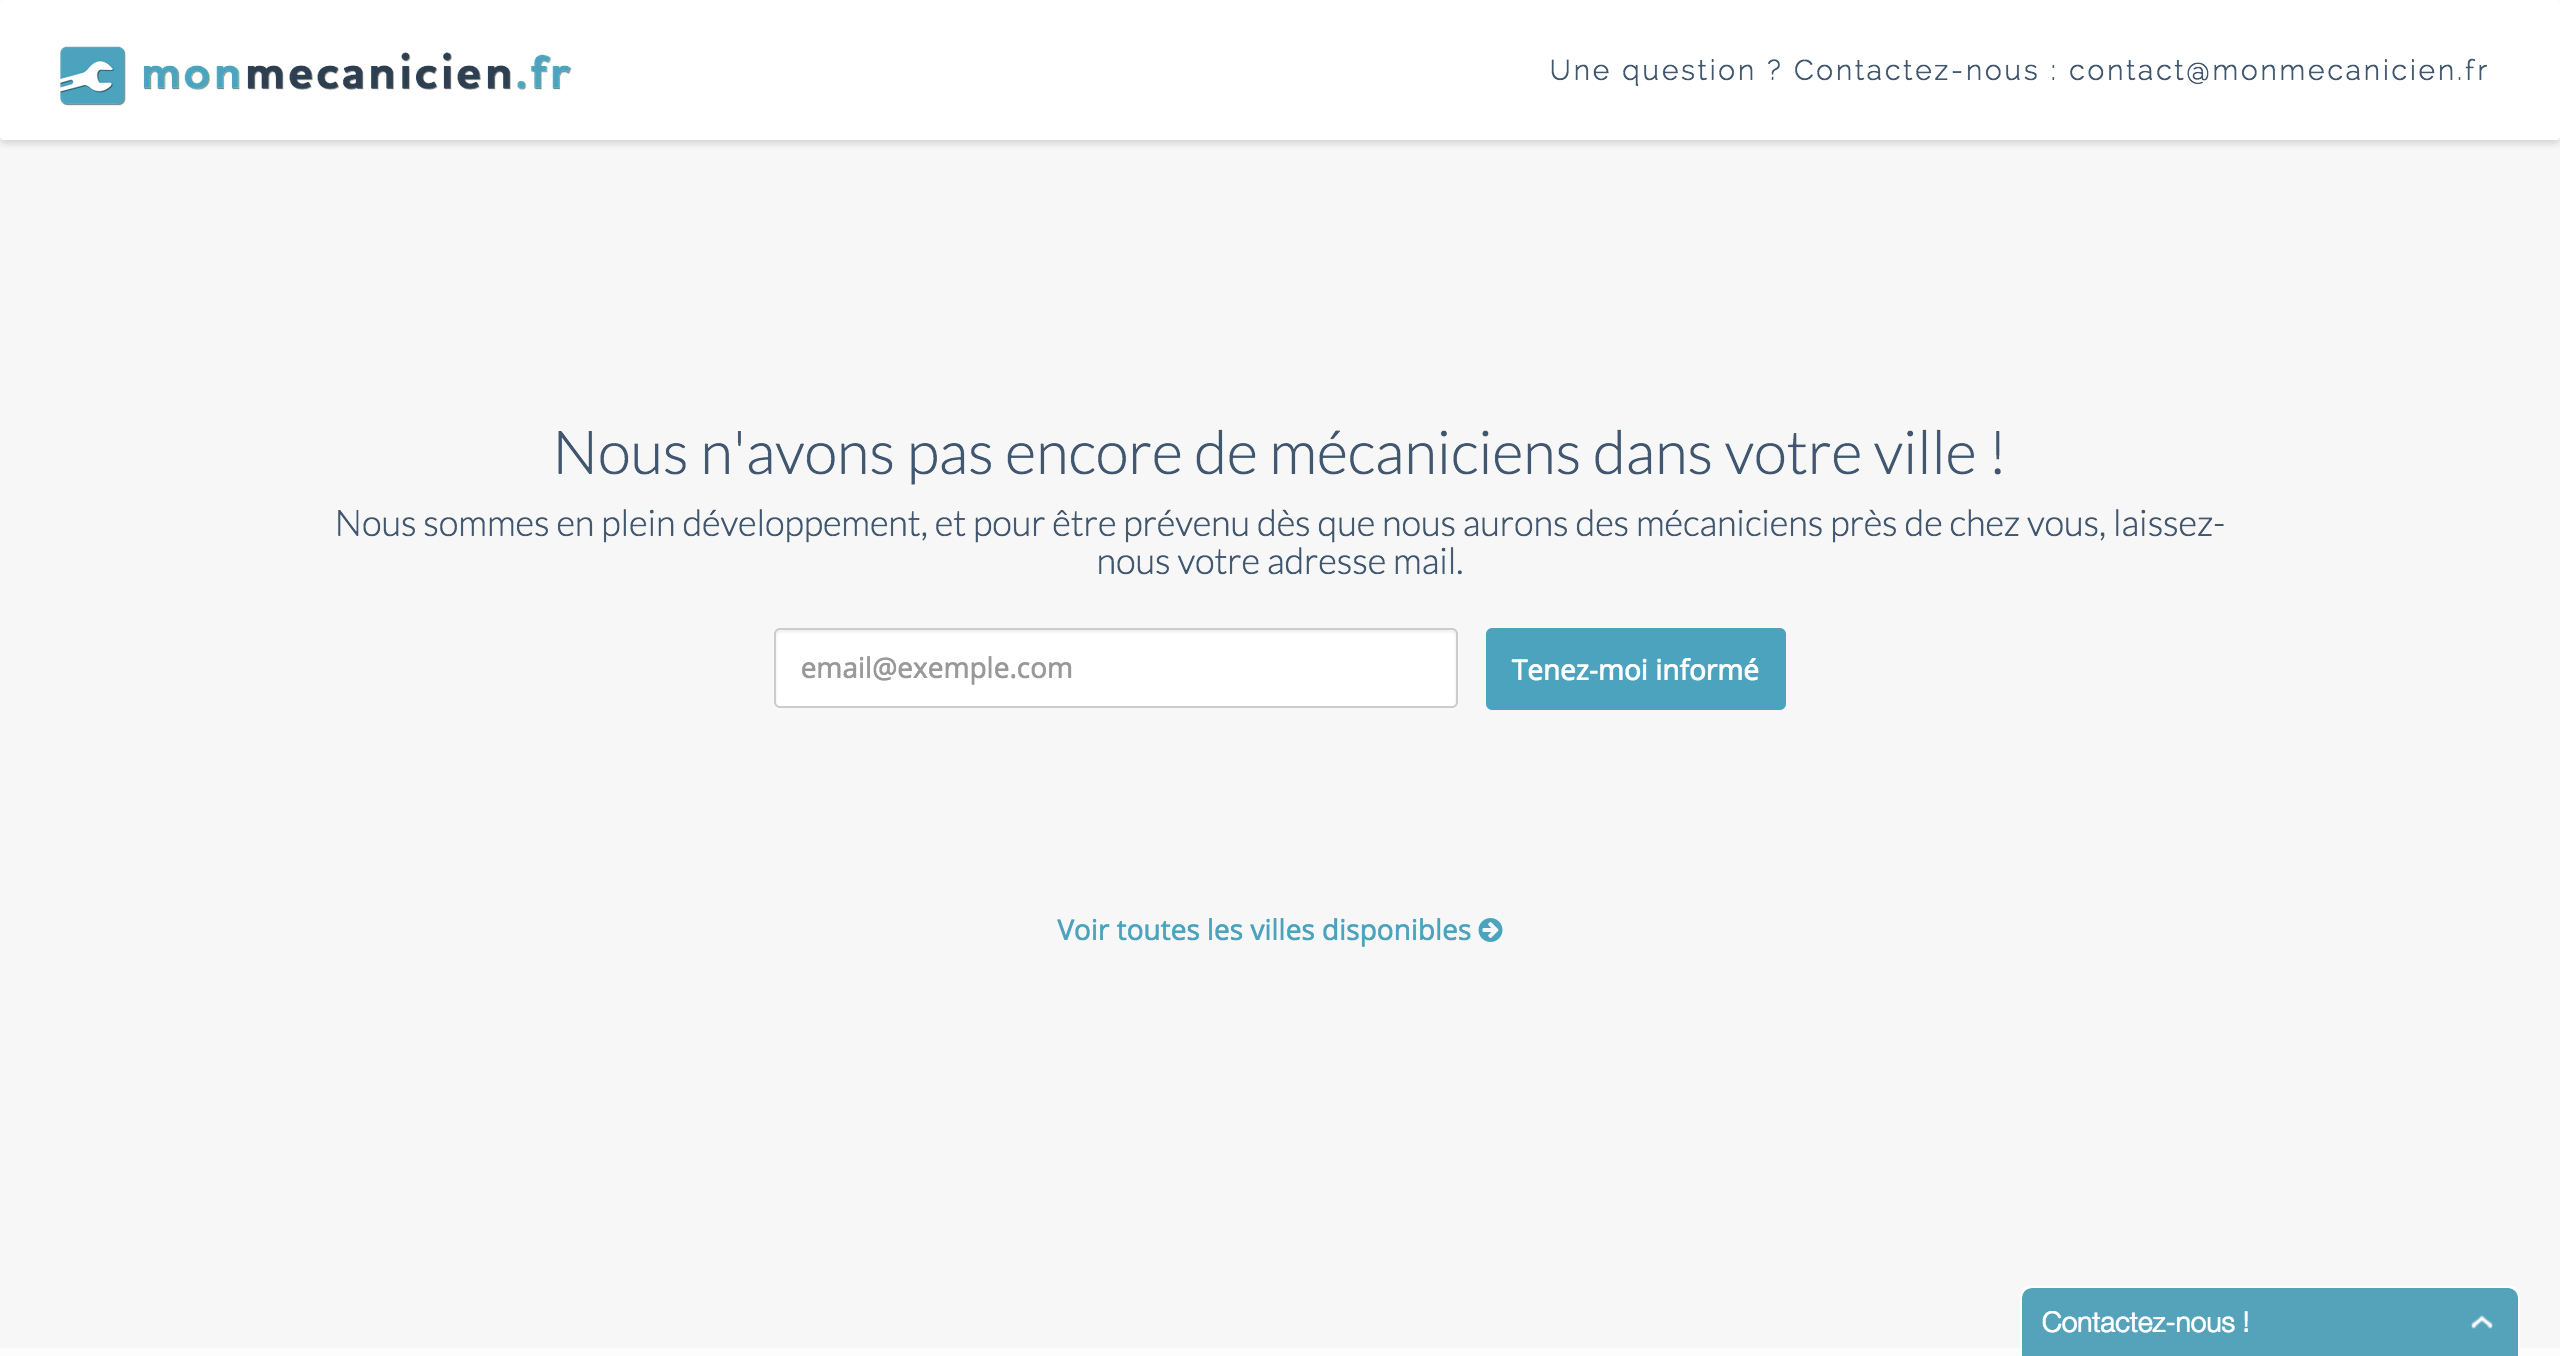 monmecanicien.fr
Une question ? Contactez-nous : contact@monmecanicien.fr
Nous n'avons pas encore de mécaniciens dans votre ville !
Nous sommes en plein développement, et pour être prévenu dès que nous aurons des mécaniciens près de chez vous, laissez-
nous votre adresse mail.
email@exemple.com
Tenez-moi informé
Voir toutes les villes disponibles
Contactez-nous !